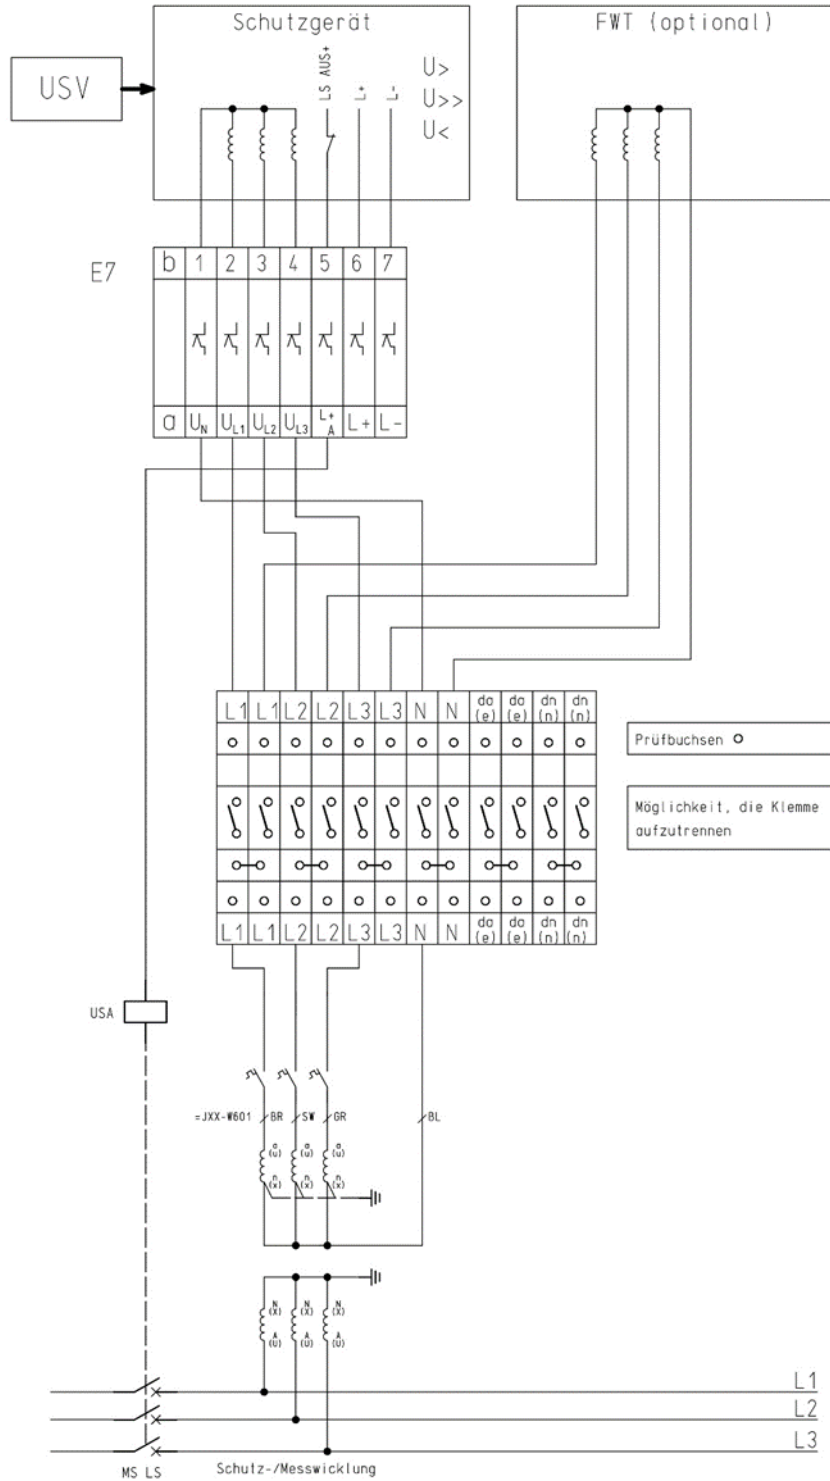 Schutzgerät
FWT (optional)
USV
LS AUS+
L+
L-
U>
U>>
U<
E7
b 1 2 3 4 5 6 7
a UN UL1 UL2 UL3 L+ A L+ L-
L1 L1 L2 L2 L3 L3 N N da (e) da (e) dn (n) dn (n)
Prüfbuchsen
Möglichkeit, die Klemme
aufzutrennen
L1 L1 L2 L2 L3 L3 N N da (e) da (e) dn (n) dn (n)
USA
=JXX-W601 BR SW GR BL
a (U) a (U) a (U)
n (X) n (X) n (X)
N (X) N (X) N (X)
A (U) A (U) A (U)
L1
L2
L3
MS LS
Schutz-/Messwicklung